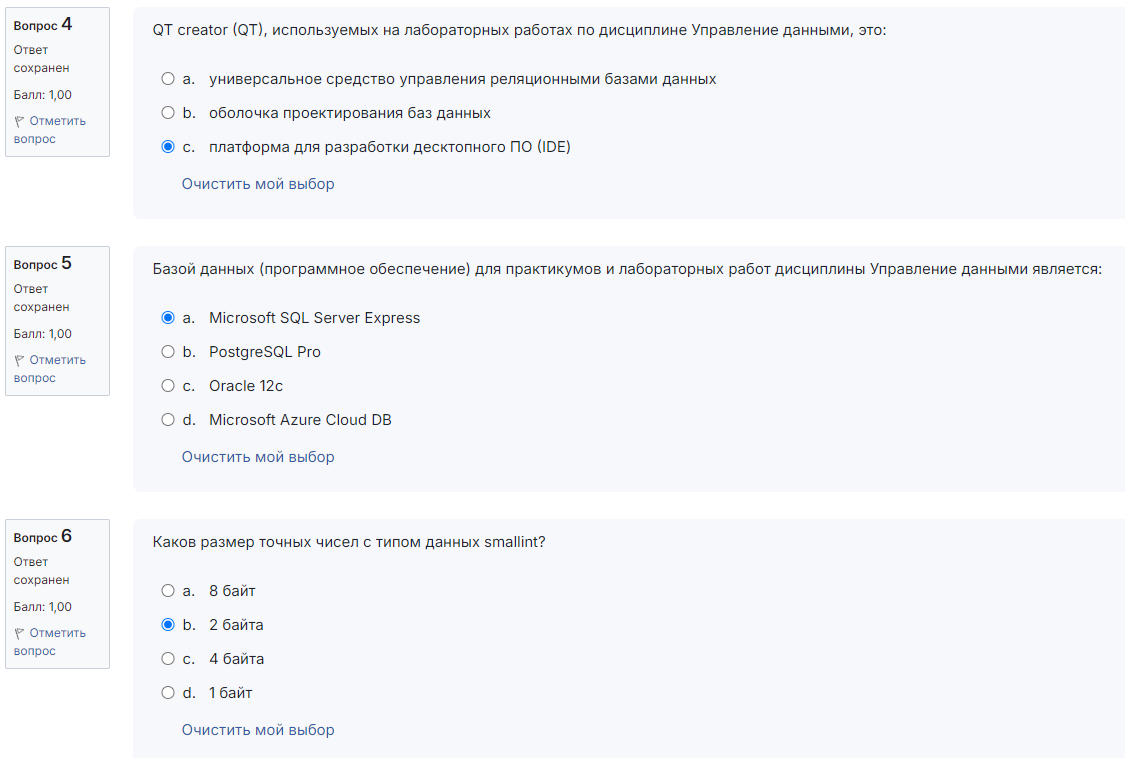 Вопрос 4
Ответ
сохранен
Балл: 1,00
Отметить
вопрос
QT creator (QT), используемых на лабораторных работах по дисциплине Управление данными, это:
a. универсальное средство управления реляционными базами данных
b. оболочка проектирования баз данных
c. платформа для разработки десктопного ПО (IDE)
Очистить мой выбор
Вопрос 5
Ответ
сохранен
Балл: 1,00
Отметить
вопрос
Базой данных (программное обеспечение) для практикумов и лабораторных работ дисциплины Управление данными является:
a. Microsoft SQL Server Express
b. PostgreSQL Pro
c. Oracle 12c
d. Microsoft Azure Cloud DB
Очистить мой выбор
Вопрос 6
Ответ
сохранен
Балл: 1,00
Отметить
вопрос
Каков размер точных чисел с типом данных smallint?
a. 8 байт
b. 2 байта
c. 4 байта
d. 1 байт
Очистить мой выбор